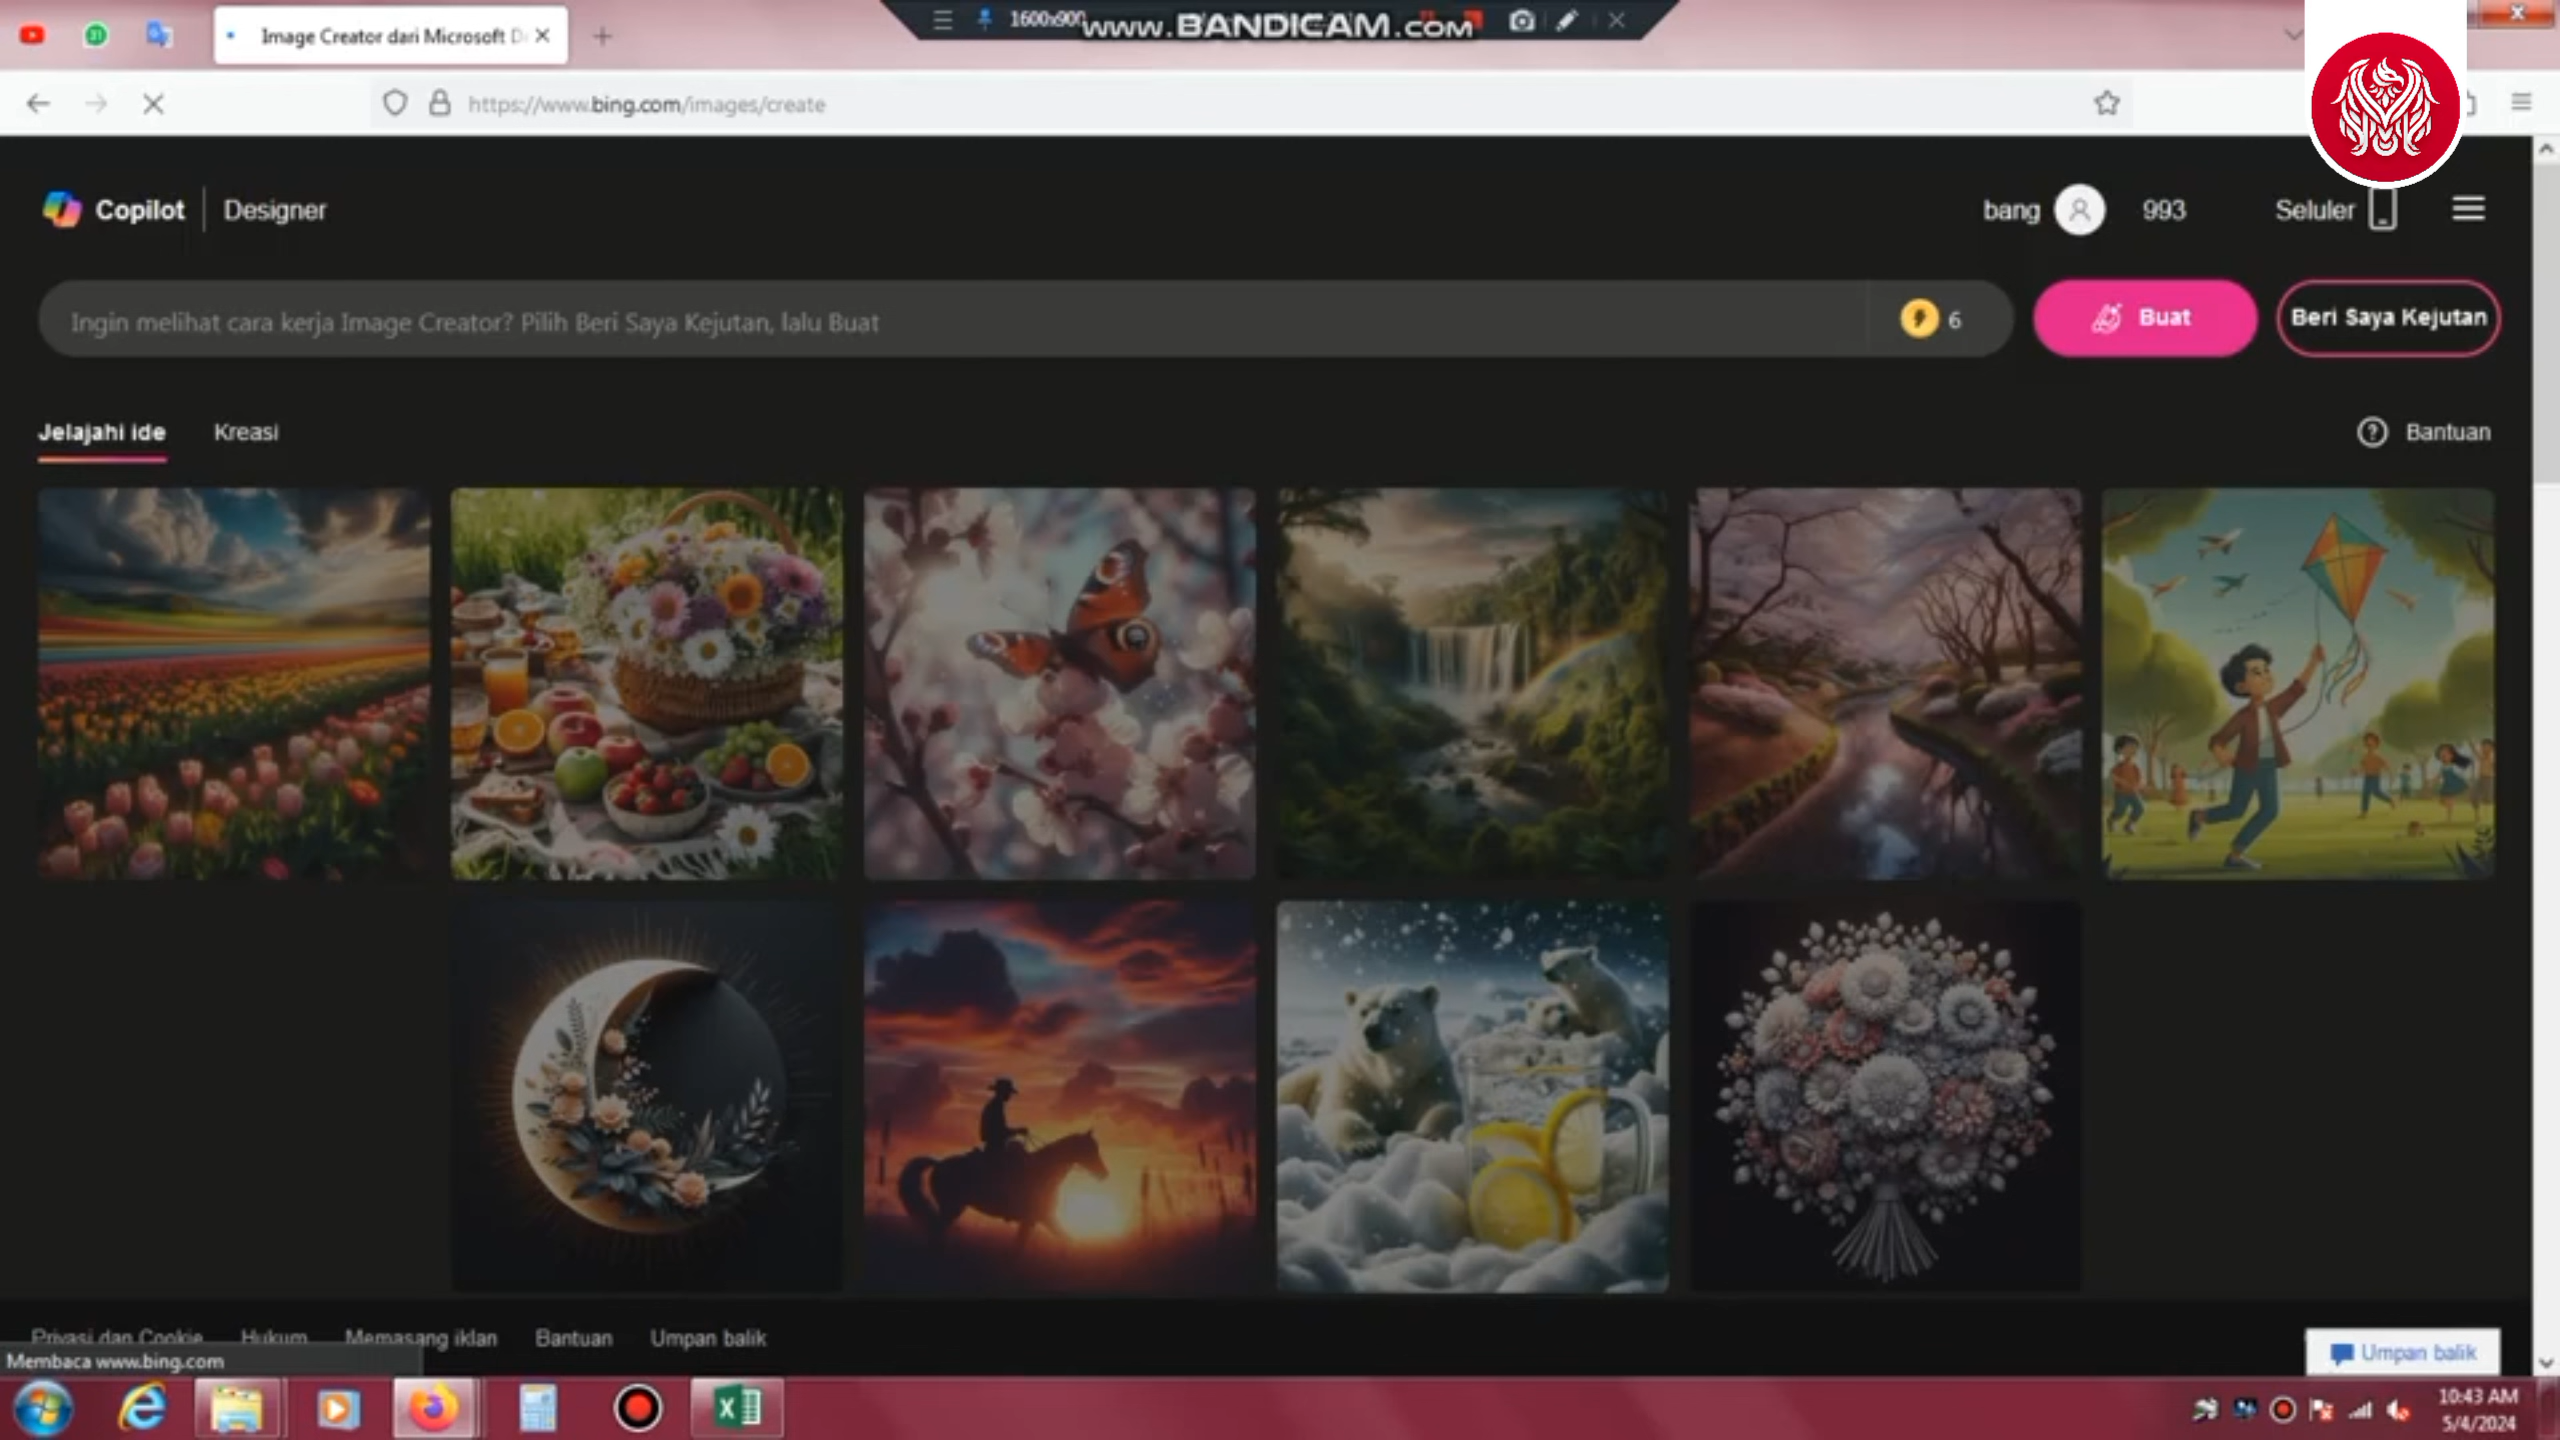 Image Creator dari Microsoft D
1600x900
www.BANDICAM.com
https://www.bing.com/images/create
Copilot
Designer
bang
993
Seluler
Ingin melihat cara kerja Image Creator? Pilih Beri Saya Kejutan, lalu Buat
6
Buat
Beri Saya Kejutan
Jelajahi ide
Kreasi
Bantuan
Privasi dan Cookie
Hukum
Memasang iklan
Bantuan
Umpan balik
Membaca www.bing.com
Umpan balik
10:43 AM
5/4/2024